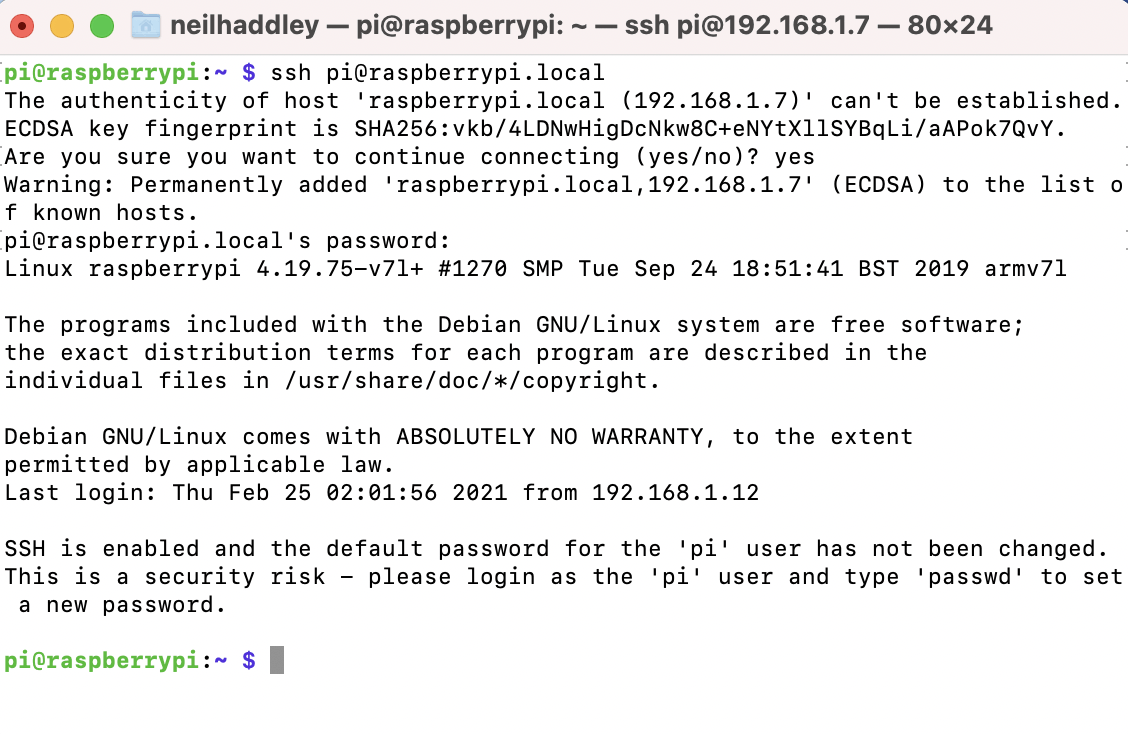 neilhaddley — pi@raspberrypi: ~ — ssh pi@192.168.1.7 — 80×24
pi@raspberrypi:~ $ ssh pi@raspberrypi.local
The authenticity of host 'raspberrypi.local (192.168.1.7)' can't be established.
ECDSA key fingerprint is SHA256:vkb/4LDNwHigDcNkw8C+eNYtXllSYBqLi/aAPok7QvY.
Are you sure you want to continue connecting (yes/no)? yes
Warning: Permanently added 'raspberrypi.local,192.168.1.7' (ECDSA) to the list o
f known hosts.
pi@raspberrypi.local's password:
Linux raspberrypi 4.19.75-v7l+ #1270 SMP Tue Sep 24 18:51:41 BST 2019 armv7l
The programs included with the Debian GNU/Linux system are free software;
the exact distribution terms for each program are described in the
individual files in /usr/share/doc/*/copyright.
Debian GNU/Linux comes with ABSOLUTELY NO WARRANTY, to the extent
permitted by applicable law.
Last login: Thu Feb 25 02:01:56 2021 from 192.168.1.12
SSH is enabled and the default password for the 'pi' user has not been changed.
This is a security risk - please login as the 'pi' user and type 'passwd' to set
 a new password.
pi@raspberrypi:~ $